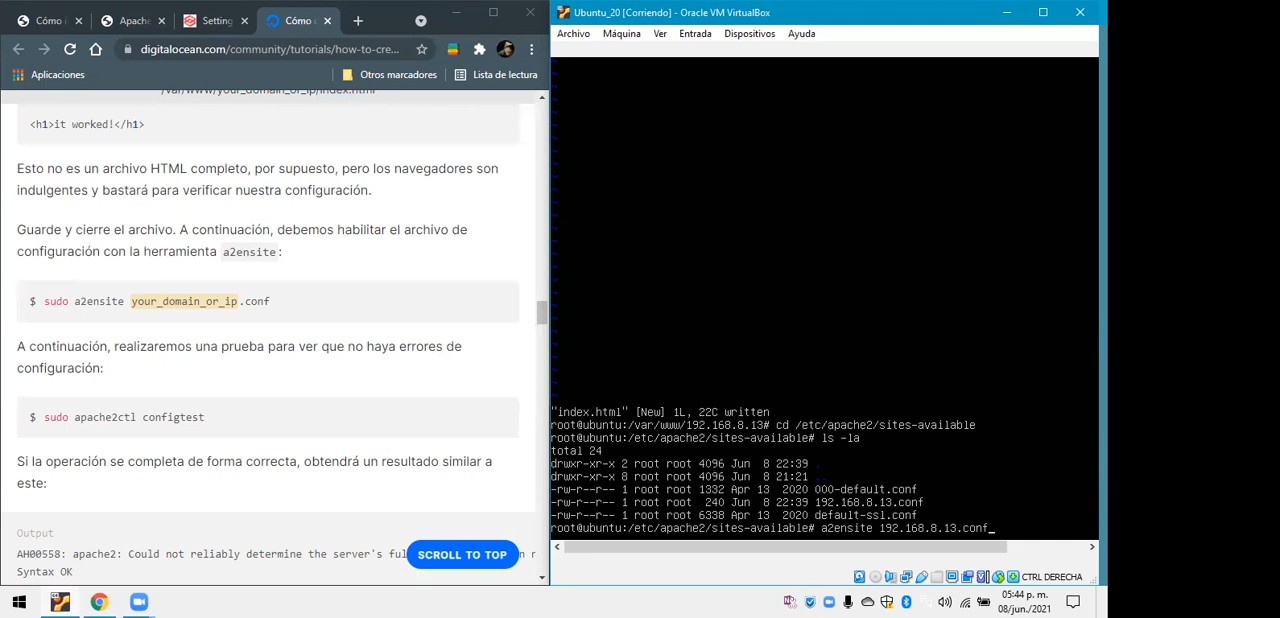 Cómo i
Apache
Setting
Cómo
digitalocean.com/community/tutorials/how-to-cre...
Aplicaciones
Otros marcadores
Lista de lectura
/var/www/your_domain_or_ip/index.html
<h1>it worked!</h1>
Esto no es un archivo HTML completo, por supuesto, pero los navegadores son
indulgentes y bastará para verificar nuestra configuración.
Guarde y cierre el archivo. A continuación, debemos habilitar el archivo de
configuración con la herramienta a2ensite:
$ sudo a2ensite your_domain_or_ip.conf
A continuación, realizaremos una prueba para ver que no haya errores de
configuración:
$ sudo apache2ctl configtest
Si la operación se completa de forma correcta, obtendrá un resultado similar a
este:
Output
AH00558: apache2: Could not reliably determine the server's ful
SCROLL TO TOP
Syntax OK
Ubuntu_20 [Corriendo] - Oracle VM VirtualBox
Archivo Máquina Ver Entrada Dispositivos Ayuda
"index.html" [New] 1L, 22C written
root@ubuntu:/var/www/192.168.8.13# cd /etc/apache2/sites-available
root@ubuntu:/etc/apache2/sites-available# ls -la
total 24
drwxr-xr-x 2 root root 4096 Jun 8 22:39 .
drwxr-xr-x 8 root root 4096 Jun 8 21:21 ..
-rw-r--r-- 1 root root 1332 Apr 13 2020 000-default.conf
-rw-r--r-- 1 root root 240 Jun 8 22:39 192.168.8.13.conf
-rw-r--r-- 1 root root 6338 Apr 13 2020 default-ssl.conf
root@ubuntu:/etc/apache2/sites-available# a2ensite 192.168.8.13.conf_
CTRL DERECHA
05:44 p. m.
08/jun./2021